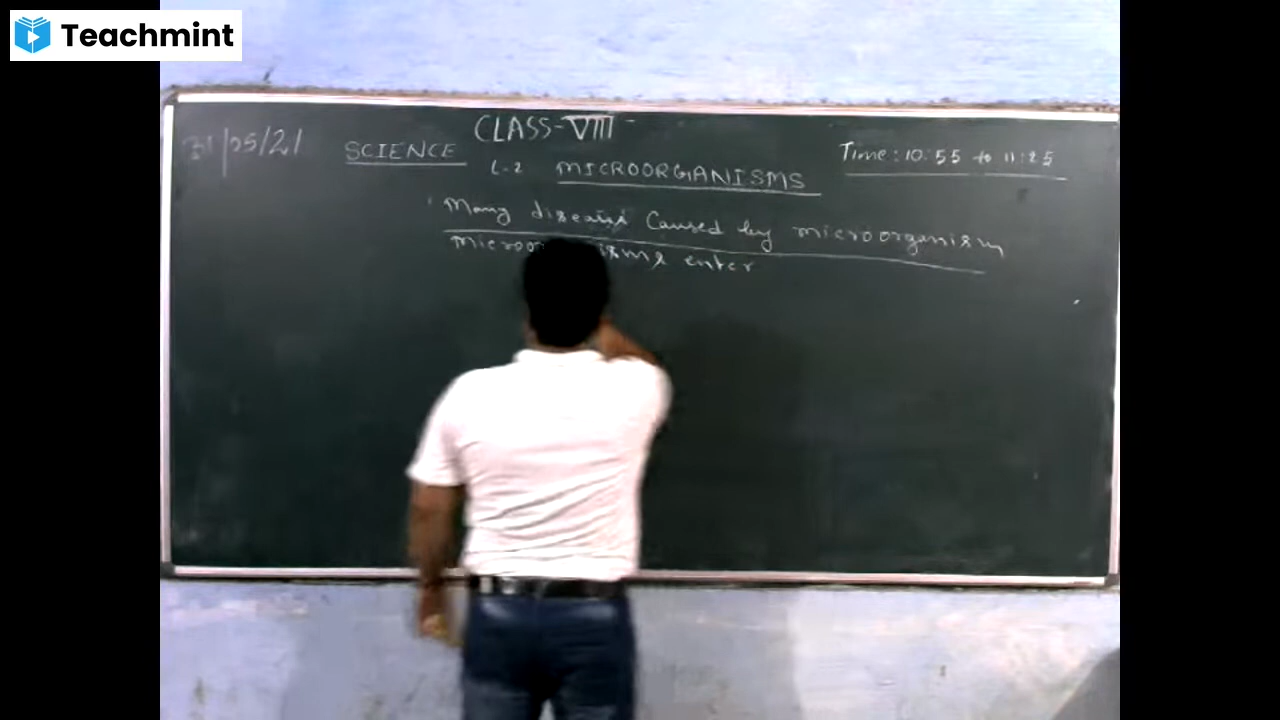 Teachmint
CLASS-VIII
31/05/21
SCIENCE
Time: 10:55 to 11:25
L-2 MICROORGANISMS
Many diseases Caused by microorganism
enter